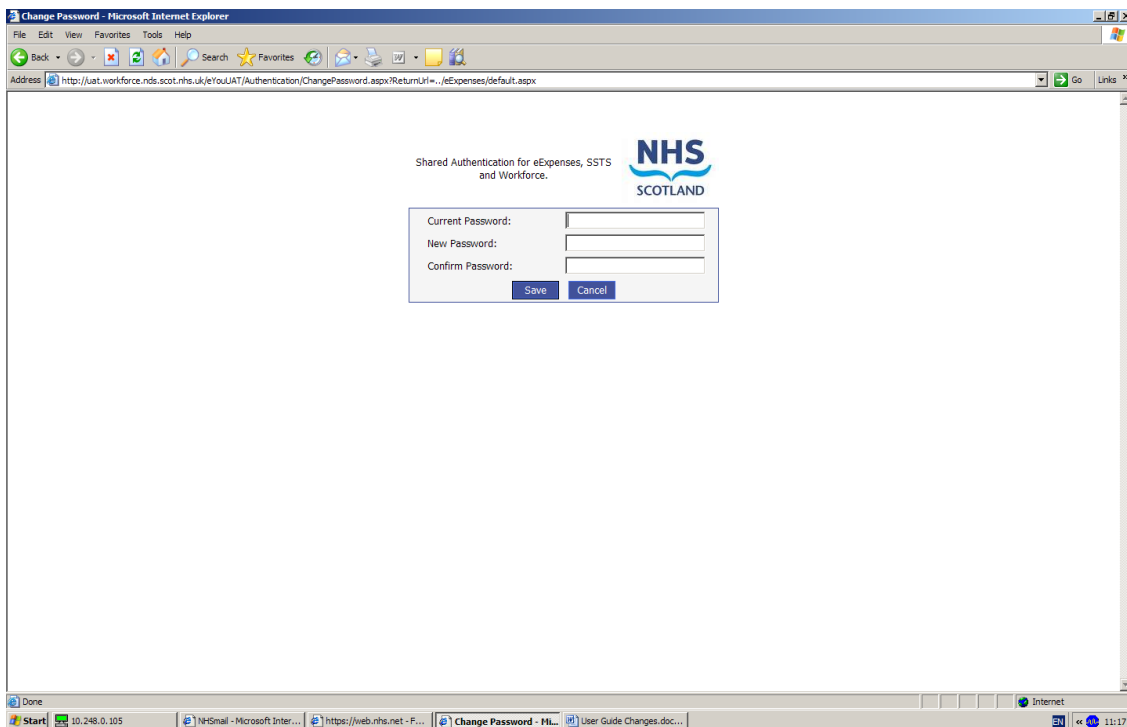 Change Password - Microsoft Internet Explorer
File Edit View Favorites Tools Help
Back Search Favorites
Address http://uat.workforce.nds.scot.nhs.uk/eYouUAT/Authentication/ChangePassword.aspx?ReturnUrl=../eExpenses/default.aspx Go Links »
Shared Authentication for eExpenses, SSTS
and Workforce.
NHS
SCOTLAND
Current Password:
New Password:
Confirm Password:
Save Cancel
Done Internet
Start 10.248.0.105 NHSmail - Microsoft Inter... https://web.nhs.net - F... Change Password - Mi... User Guide Changes.doc... EN « 11:17